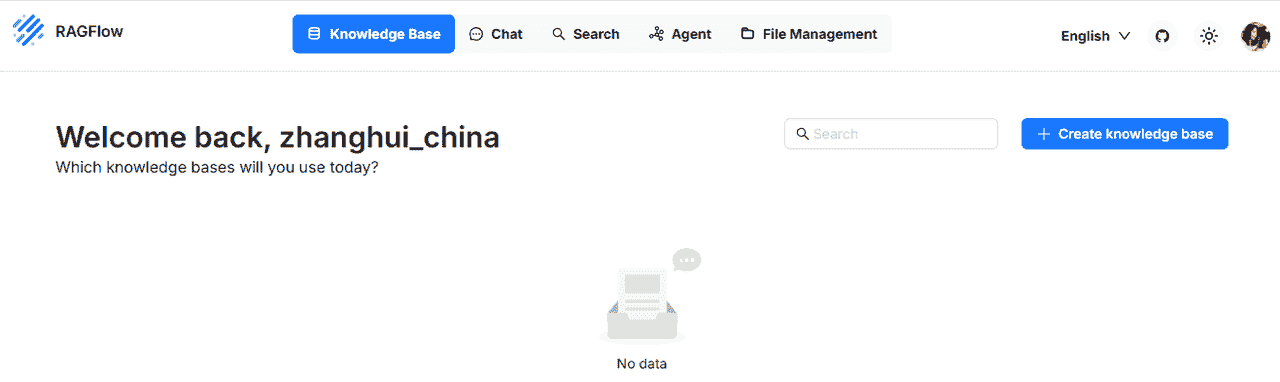 RAGFlow
Knowledge Base
Chat
Search
Agent
File Management
English
Welcome back, zhanghui_china
Search
Create knowledge base
Which knowledge bases will you use today?
No data